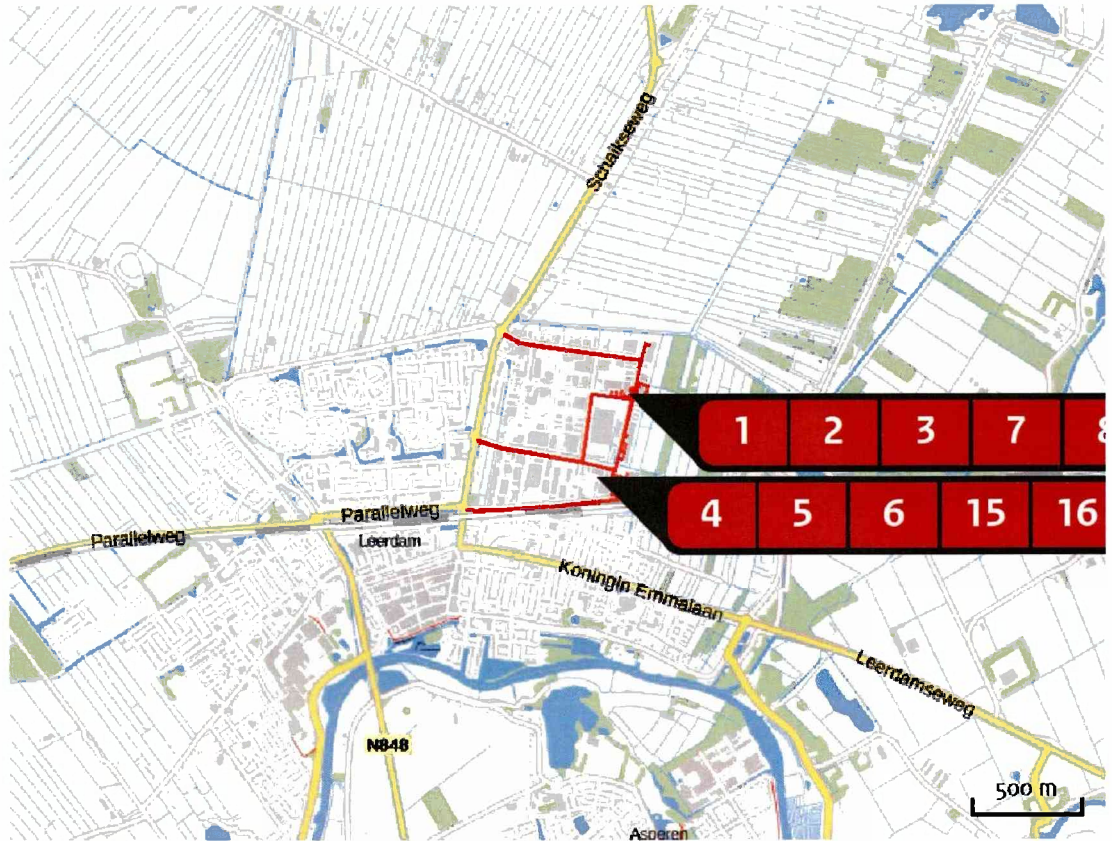 Schaikseweg
1 2 3 7 8
4 5 6 15 16
Parallelweg
Parallelweg
Leerdam
Koningin Emmalaan
Leerdamseweg
N848
500 m
Asperen